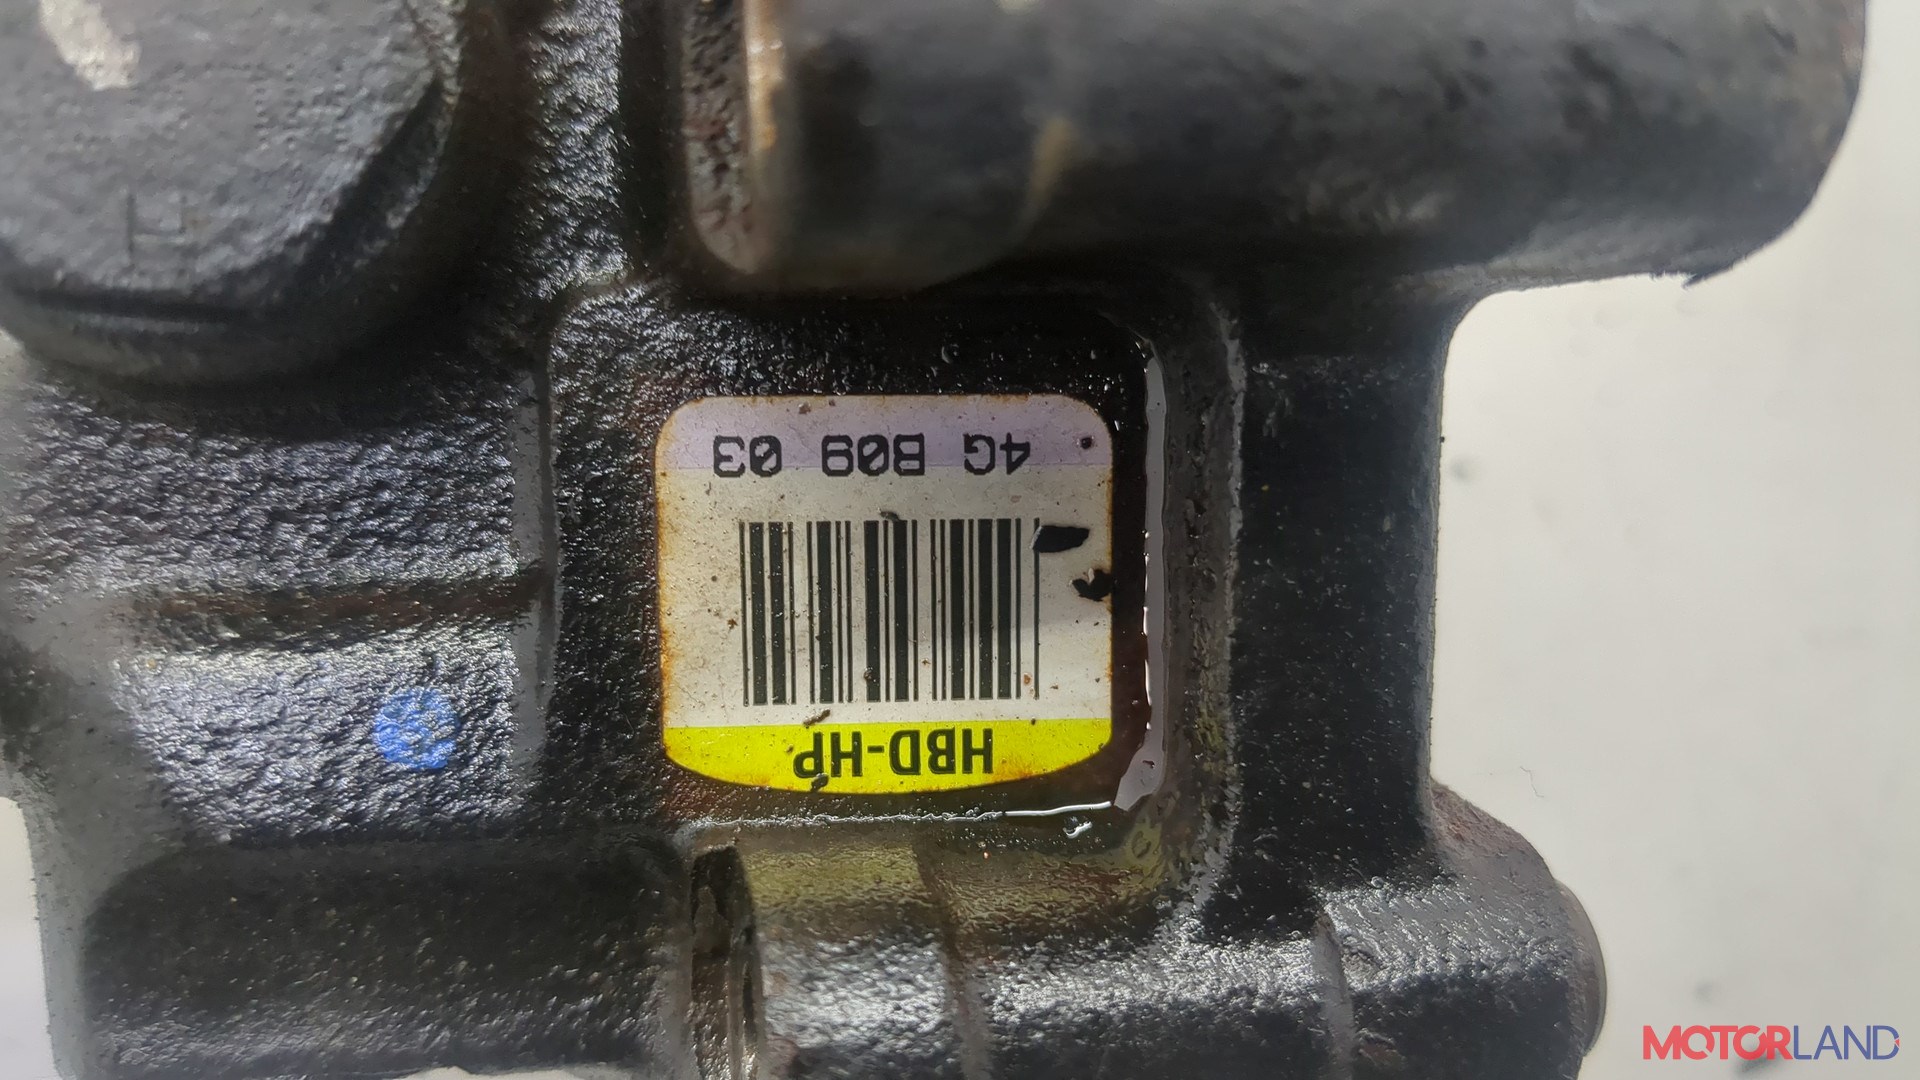 H
HBD-HP
4G B09 03
MOTORLAND